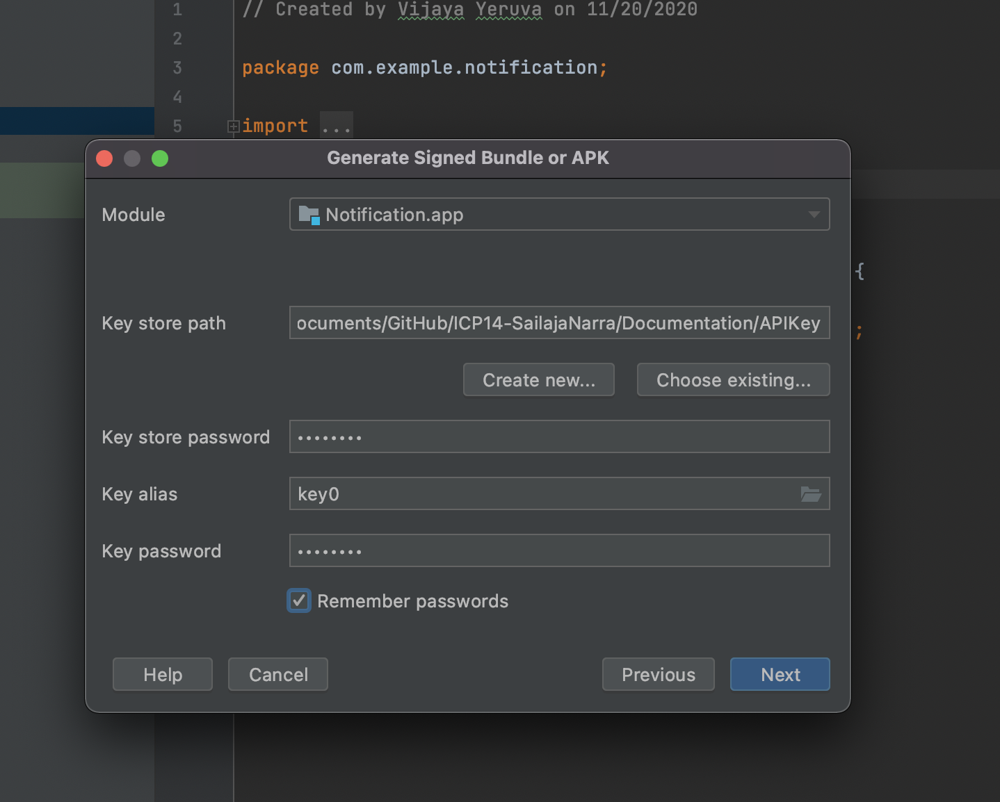 1 // Created by Vijaya Yeruva on 11/20/2020
2
3 package com.example.notification;
4
5 import ...
Generate Signed Bundle or APK
Module Notification.app
{
Key store path ocuments/GitHub/ICP14-SailajaNarra/Documentation/APIKey
;
Create new... Choose existing...
Key store password ••••••••
Key alias key0
Key password ••••••••
Remember passwords
Help Cancel Previous Next